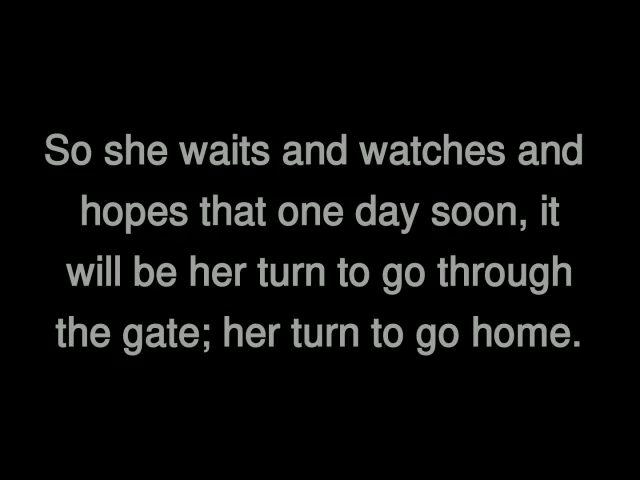 So she waits and watches and
hopes that one day soon, it
will be her turn to go through
the gate; her turn to go home.